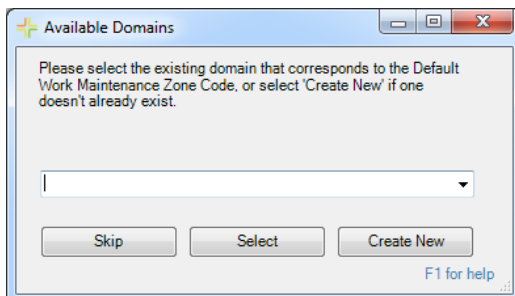 Available Domains
Please select the existing domain that corresponds to the Default
Work Maintenance Zone Code, or select 'Create New' if one
doesn't already exist.
Skip Select Create New
F1 for help